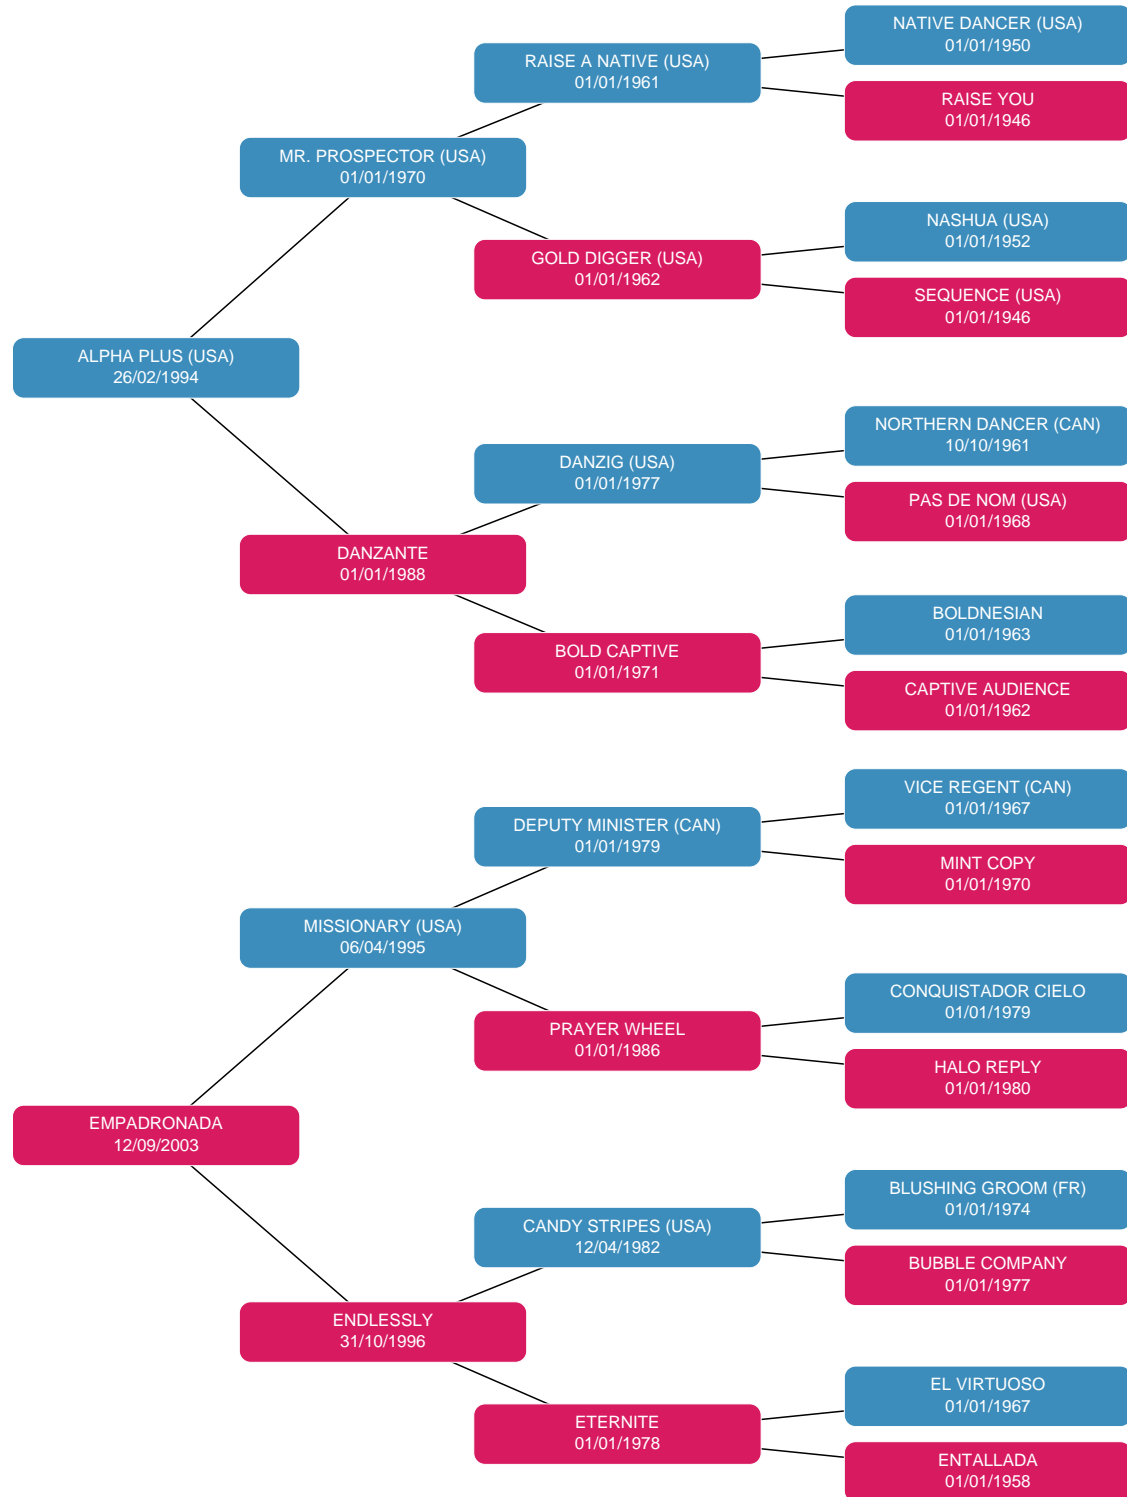 NATIVE DANCER (USA)
01/01/1950
RAISE A NATIVE (USA)
01/01/1961
RAISE YOU
01/01/1946
MR. PROSPECTOR (USA)
01/01/1970
NASHUA (USA)
01/01/1952
GOLD DIGGER (USA)
01/01/1962
SEQUENCE (USA)
01/01/1946
ALPHA PLUS (USA)
26/02/1994
NORTHERN DANCER (CAN)
10/10/1961
DANZIG (USA)
01/01/1977
PAS DE NOM (USA)
01/01/1968
DANZANTE
01/01/1988
BOLDNESIAN
01/01/1963
BOLD CAPTIVE
01/01/1971
CAPTIVE AUDIENCE
01/01/1962
VICE REGENT (CAN)
01/01/1967
DEPUTY MINISTER (CAN)
01/01/1979
MINT COPY
01/01/1970
MISSIONARY (USA)
06/04/1995
CONQUISTADOR CIELO
01/01/1979
PRAYER WHEEL
01/01/1986
HALO REPLY
01/01/1980
EMPADRONADA
12/09/2003
BLUSHING GROOM (FR)
01/01/1974
CANDY STRIPES (USA)
12/04/1982
BUBBLE COMPANY
01/01/1977
ENDLESSLY
31/10/1996
EL VIRTUOSO
01/01/1967
ETERNITE
01/01/1978
ENTALLADA
01/01/1958